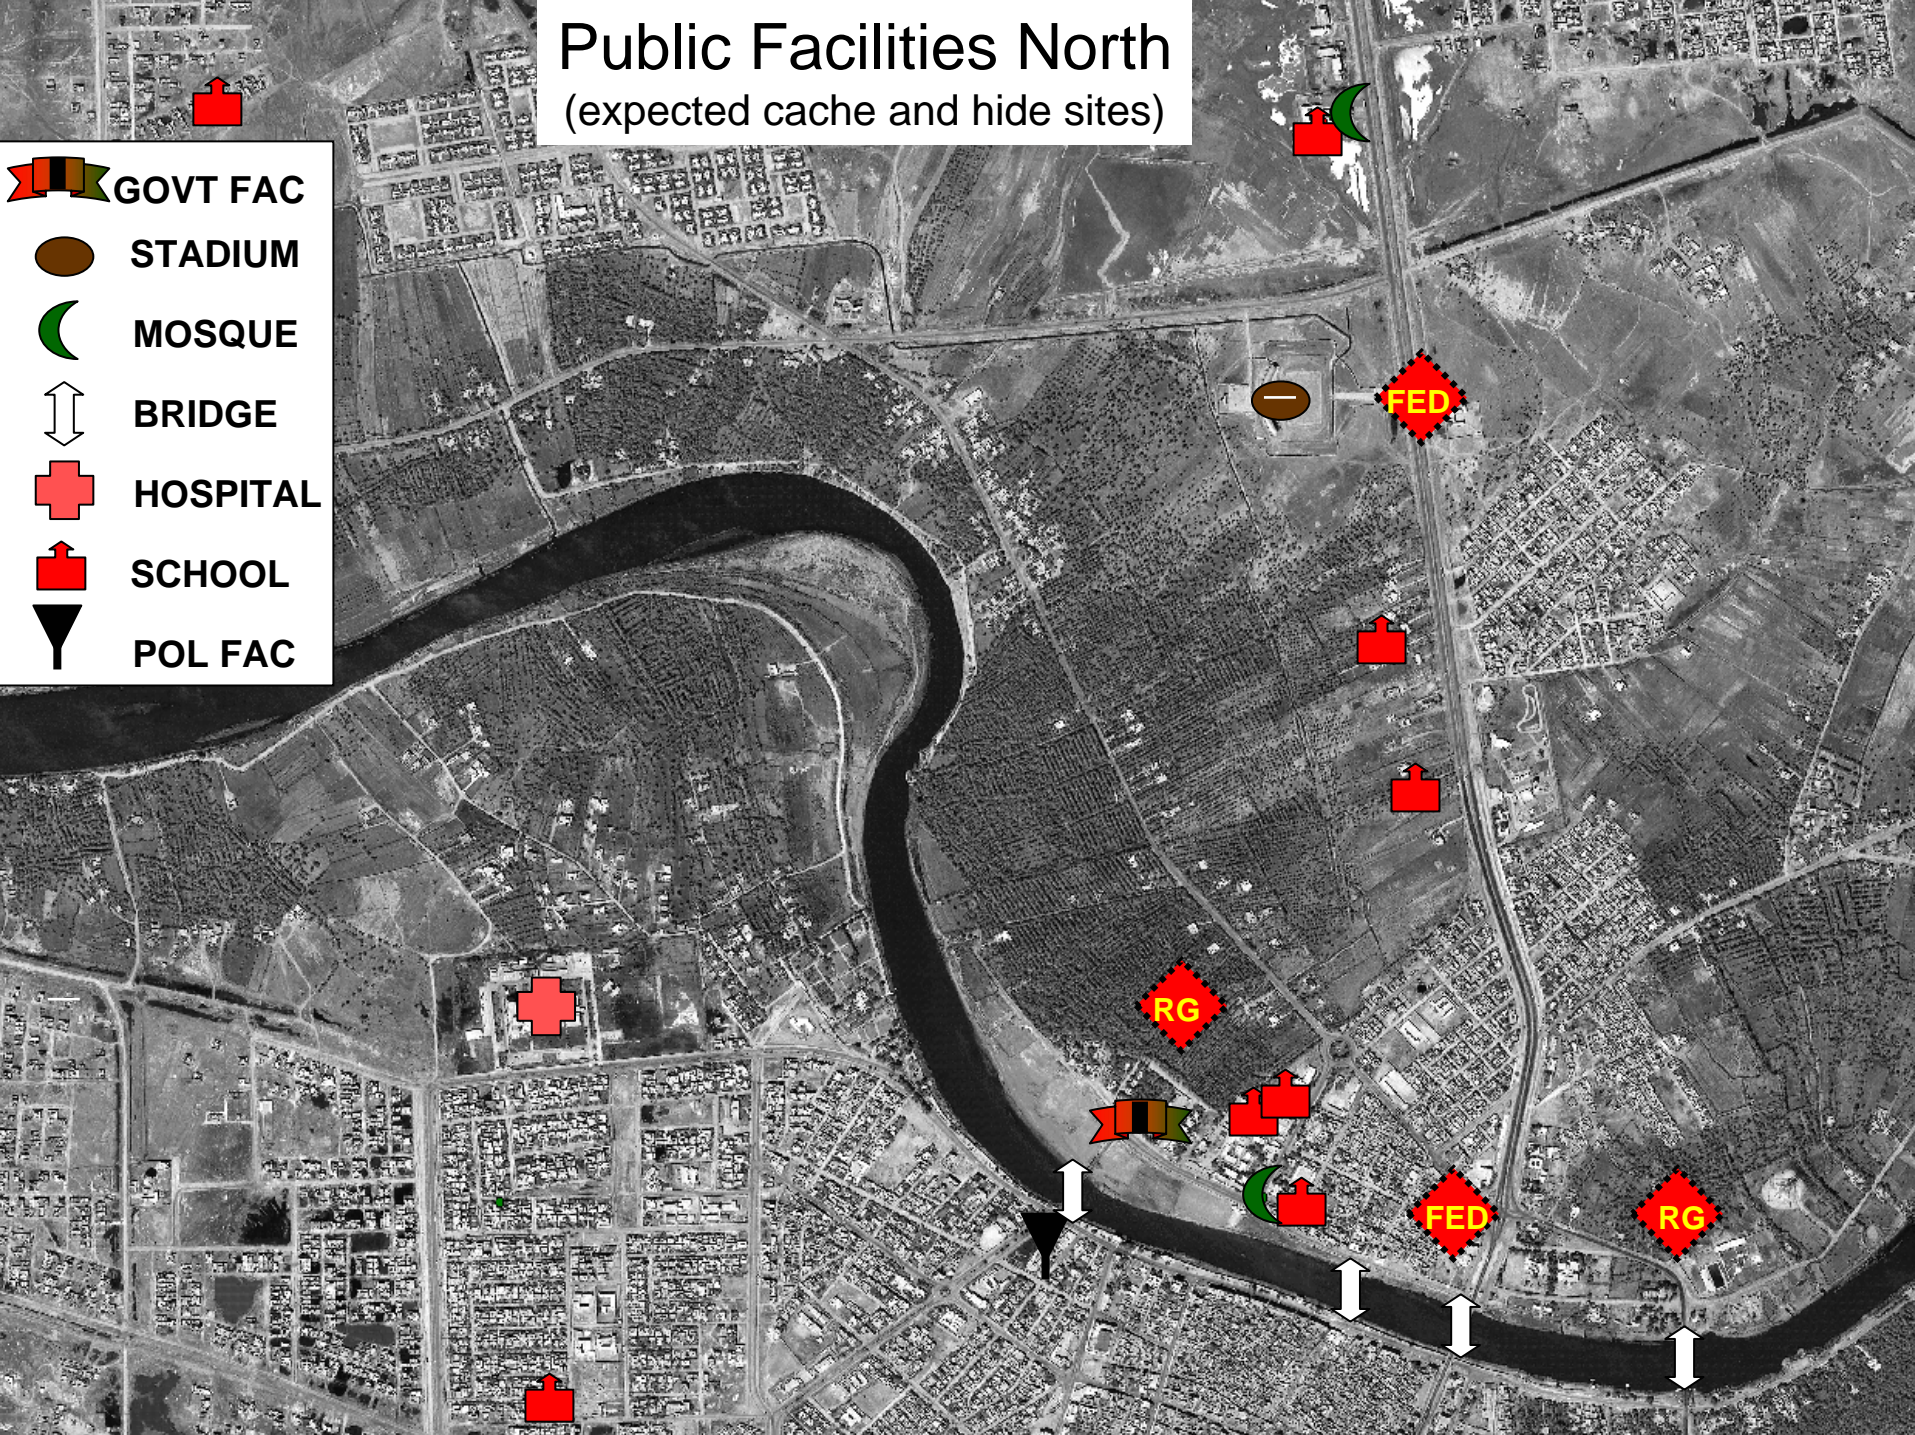 Public Facilities North
(expected cache and hide sites)
GOVT FAC
STADIUM
MOSQUE
BRIDGE
HOSPITAL
SCHOOL
POL FAC
FED
RG
FED
RG